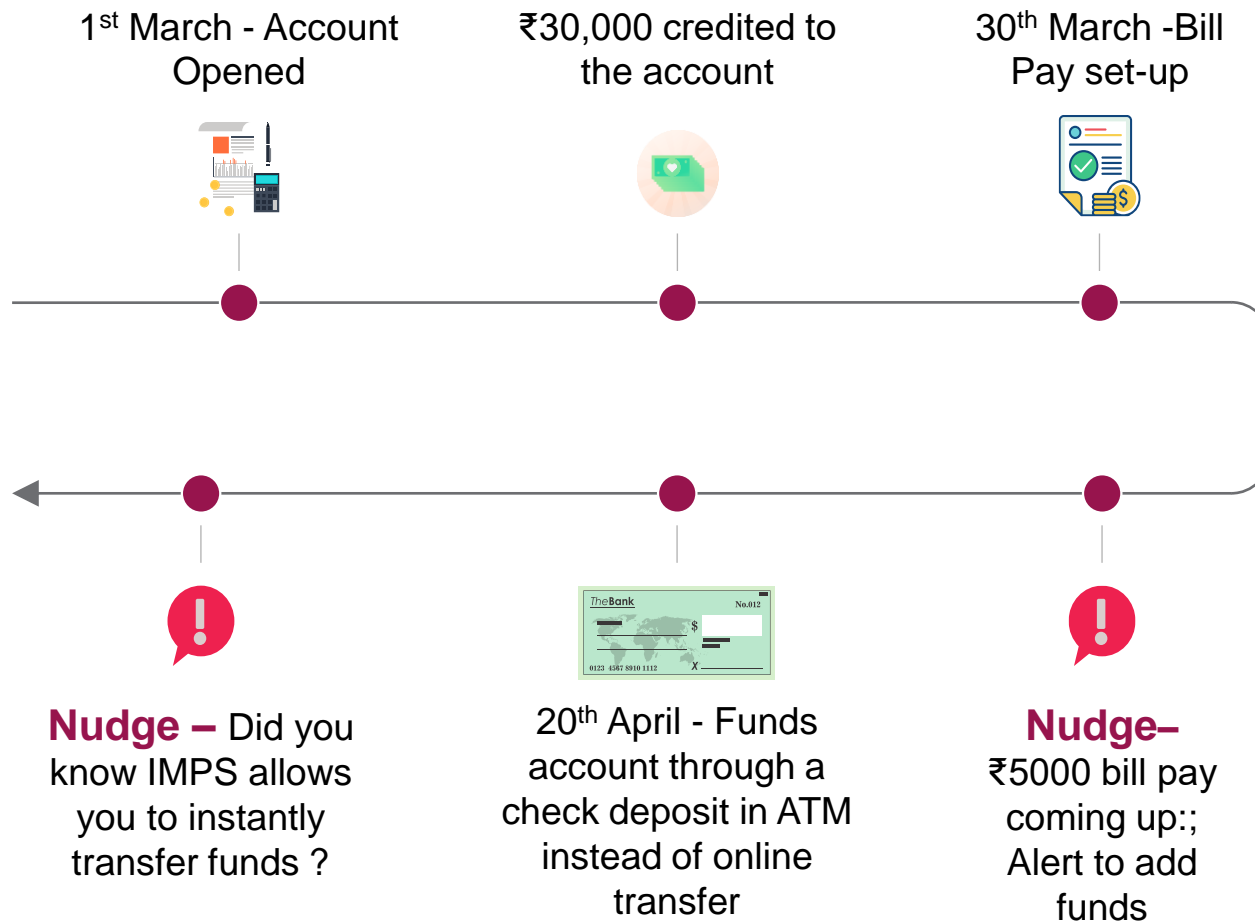 1st March - Account
Opened
₹30,000 credited to
the account
30th March -Bill
Pay set-up
$
Nudge – Did you
know IMPS allows
you to instantly
transfer funds ?
TheBank
No.012
$
0123 4567 8910 1112
X
20th April - Funds
account through a
check deposit in ATM
instead of online
transfer
Nudge–
₹5000 bill pay
coming up:;
Alert to add
funds